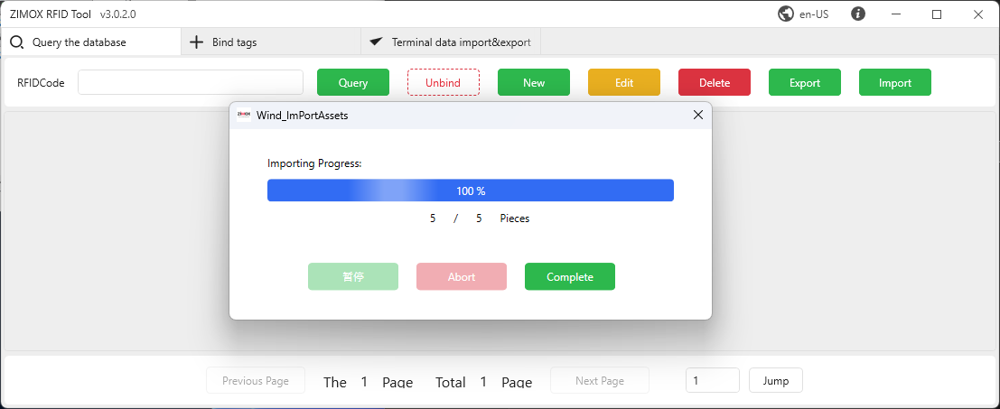 ZIMOX RFID Tool v3.0.2.0 en-US
Query the database Bind tags Terminal data import&export
RFIDCode Query Unbind New Edit Delete Export Import
ZIMOX Wind_ImPortAssets
Importing Progress:
100 %
5 / 5 Pieces
暂停 Abort Complete
Previous Page The 1 Page Total 1 Page Next Page 1 Jump